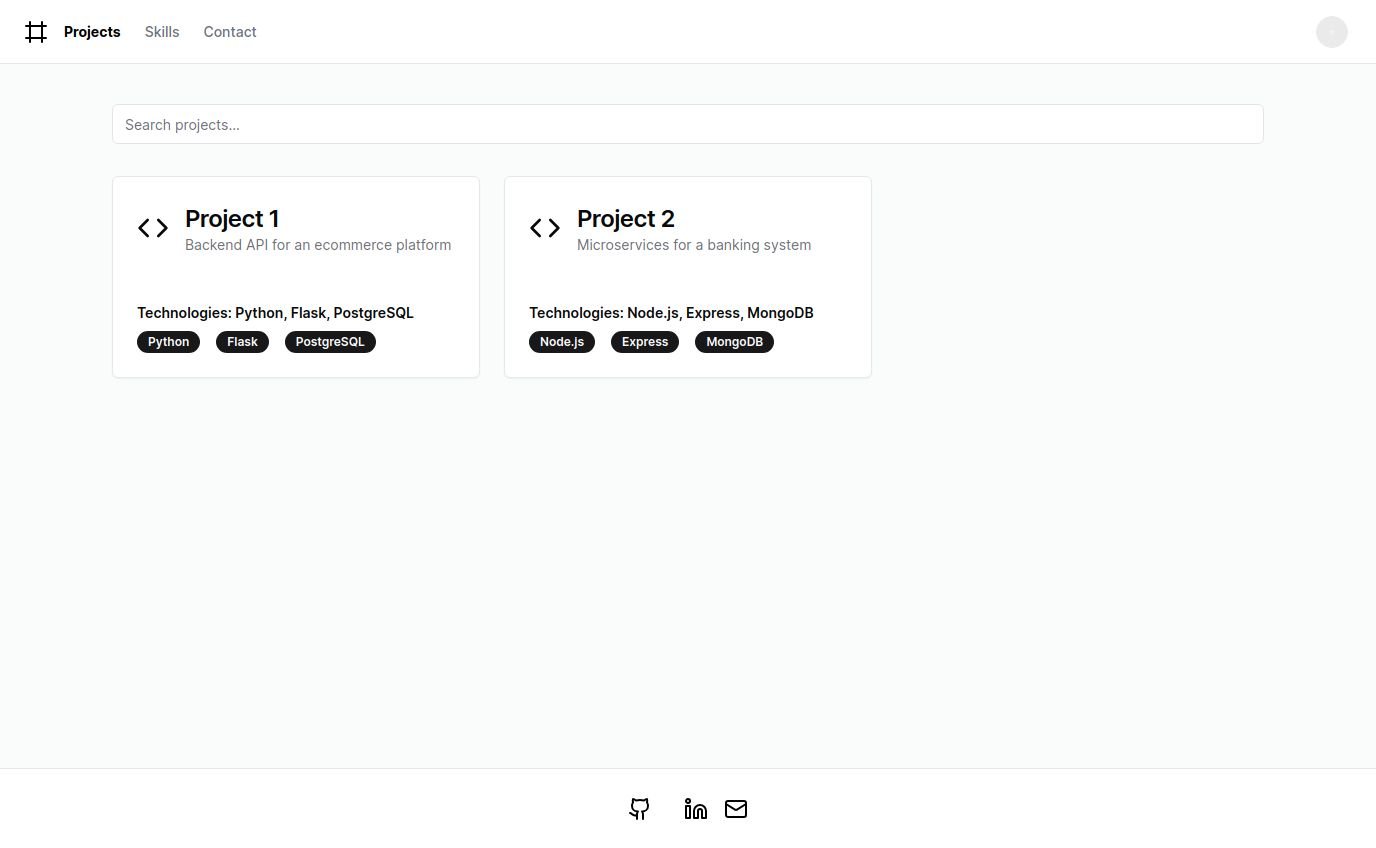 Projects Skills Contact
Search projects...
Project 1
Backend API for an ecommerce platform
Technologies: Python, Flask, PostgreSQL
Python Flask PostgreSQL
Project 2
Microservices for a banking system
Technologies: Node.js, Express, MongoDB
Node.js Express MongoDB